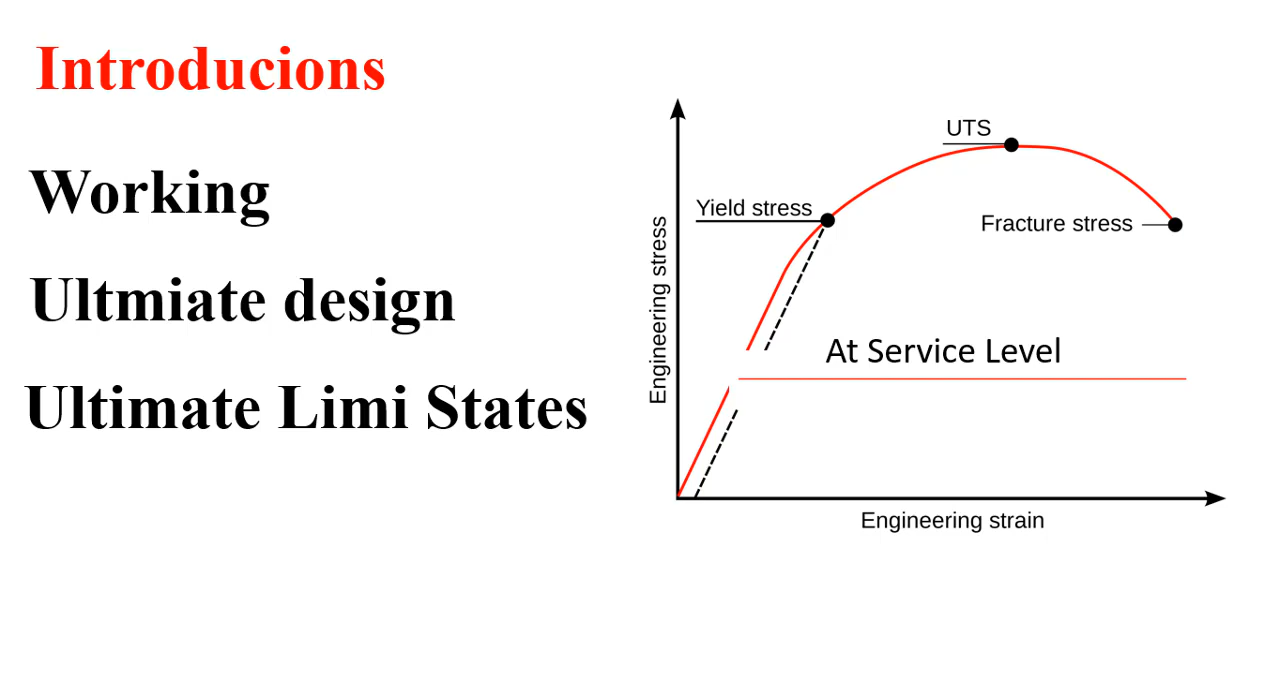 Introducions
Working
Ultmiate design
Ultimate Limi States
UTS
Yield stress
Fracture stress
Engineering stress
At Service Level
Engineering strain